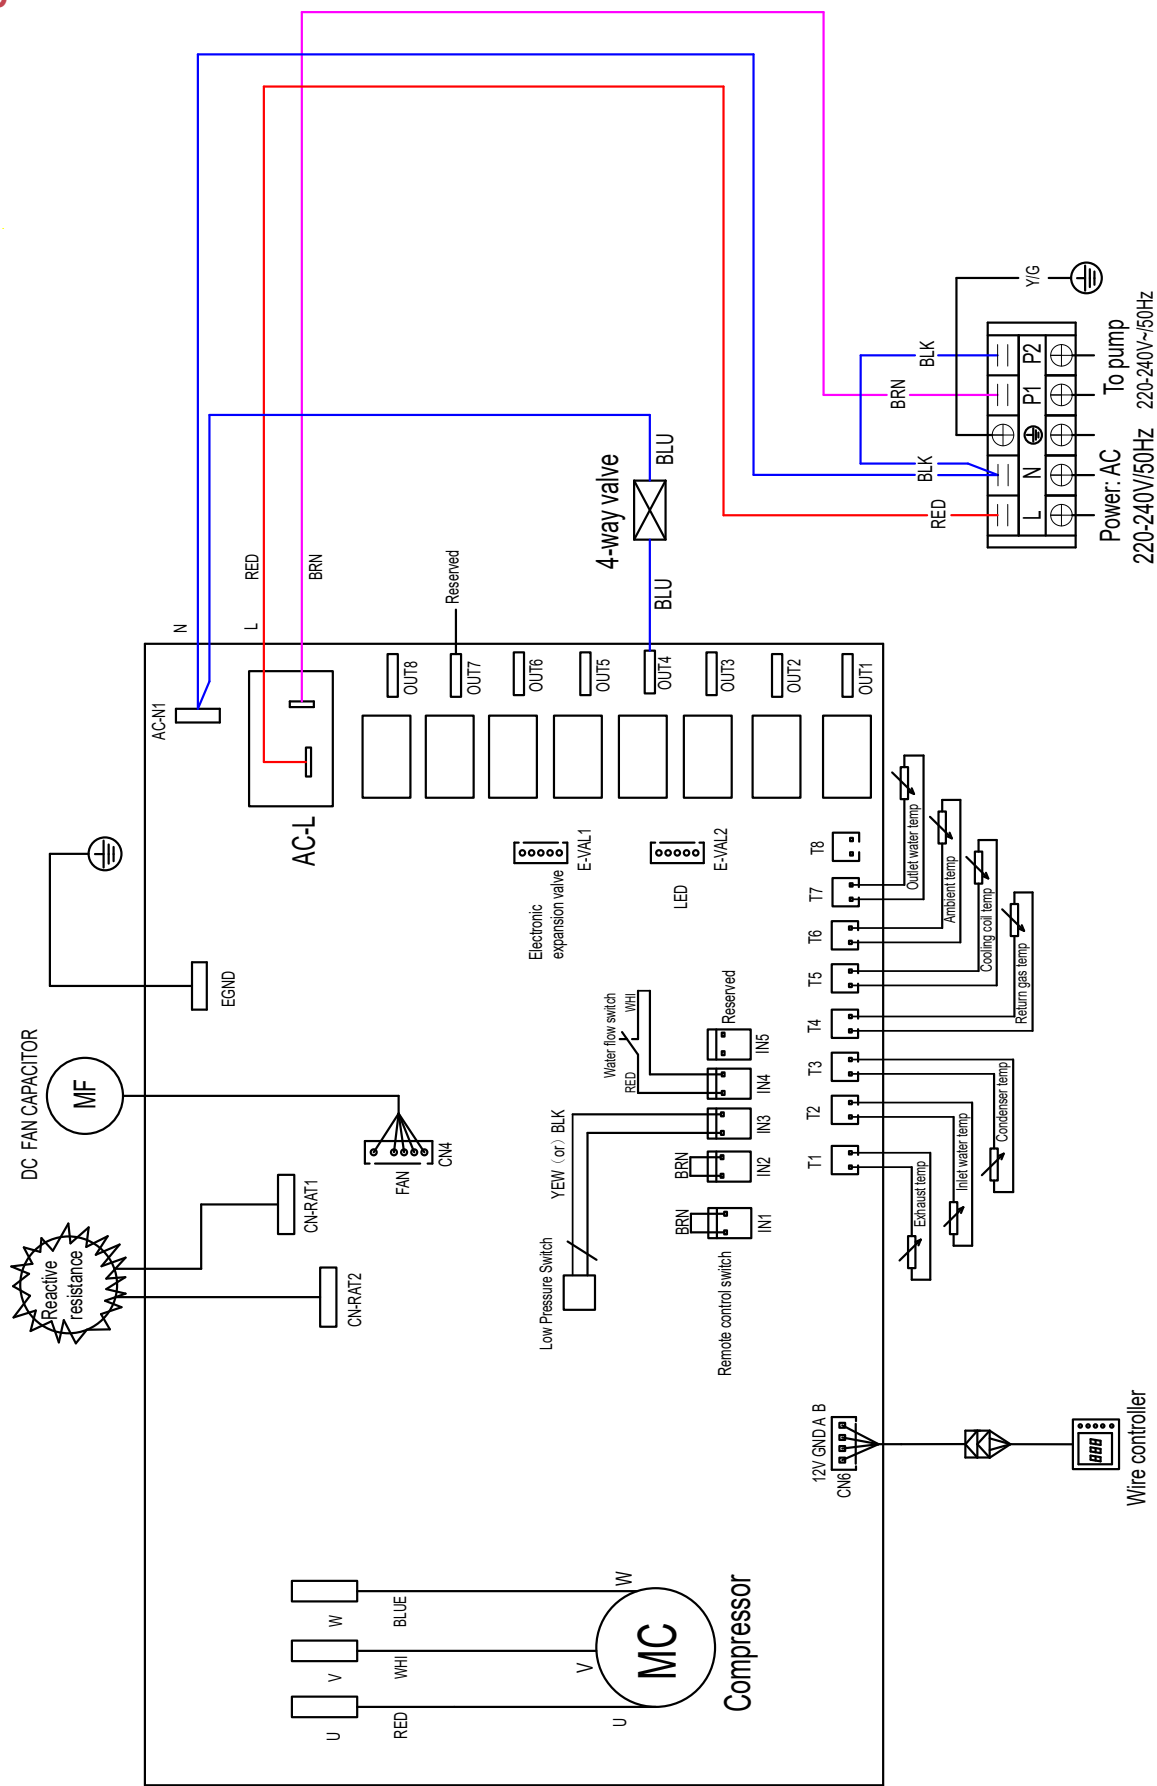 DC FAN CAPACITOR
MF
Reactive
resistance
CN-RAT1
CN-RAT2
FAN
CN4
EGND
AC-N1
N
L
RED
BRN
AC-L
OUT8
OUT7
Reserved
OUT6
OUT5
OUT4
OUT3
OUT2
OUT1
4-way valve
BLU
BLU
Electronic
expansion valve
E-VAL1
LED
E-VAL2
Water flow switch
RED
WHI
Reserved
IN5
IN4
IN3
IN2
IN1
YEW (or) BLK
BRN
BRN
Low Pressure Switch
Remote control switch
T8
T7
T6
T5
T4
T3
T2
T1
Outlet water temp
Ambient temp
Cooling coil temp
Return gas temp
Condenser temp
Inlet water temp
Exhaust temp
12V GND A B
CN6
888
Wire controller
W
V
U
BLUE
WHI
RED
W
V
U
MC
Compressor
RED
BLK
BRN
BLK
Y/G
L
N
P1
P2
Power: AC
220-240V/50Hz
To pump
220-240V~/50Hz